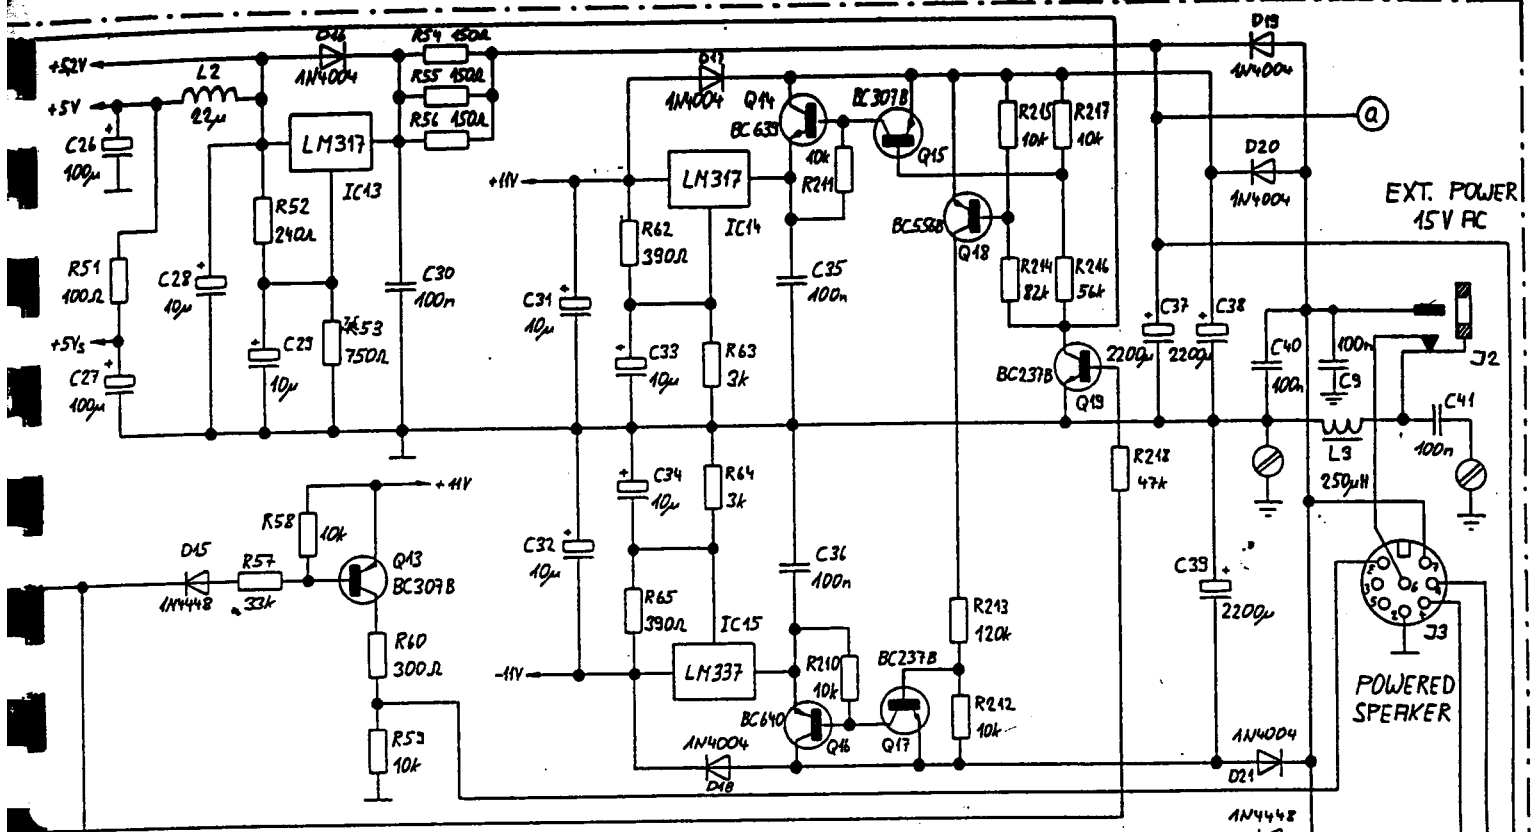 D16
R54 150Ω
D19
+5,2V
L2
1N4004
R55 150Ω
D17
1N4004
+5V
22μ
R56 150Ω
1N4004
Q14
BC307B
R215
R217
a
C26
100μ
LM317
BC639
10k
Q15
10k
10k
D20
IC13
R211
+11V
LM317
1N4004
EXT. POWER
15V AC
R52
240Ω
R62
390Ω
IC14
BC556B
Q18
R51
100Ω
C28
10μ
C30
100n
C31
10μ
C35
100n
R214
82k
R216
56k
C37
C38
+5Vs
R53
750Ω
2200μ
2200μ
C40
100n
100n
C9
J2
C27
100μ
C29
10μ
C33
10μ
R63
3k
BC237B
Q19
C41
100n
L3
250μH
C34
10μ
R64
3k
R218
47k
+11V
R58
10k
D15
R57
Q13
BC307B
C32
10μ
C36
100n
C39
2200μ
1N4448
33k
R65
390Ω
IC15
R213
120k
2
7
3
6
5
J3
R60
300Ω
-11V
LM337
R210
10k
BC237B
POWERED
SPEAKER
BC640
Q16
Q17
R212
10k
R59
10k
1N4004
D18
1N4004
D21
1N4448